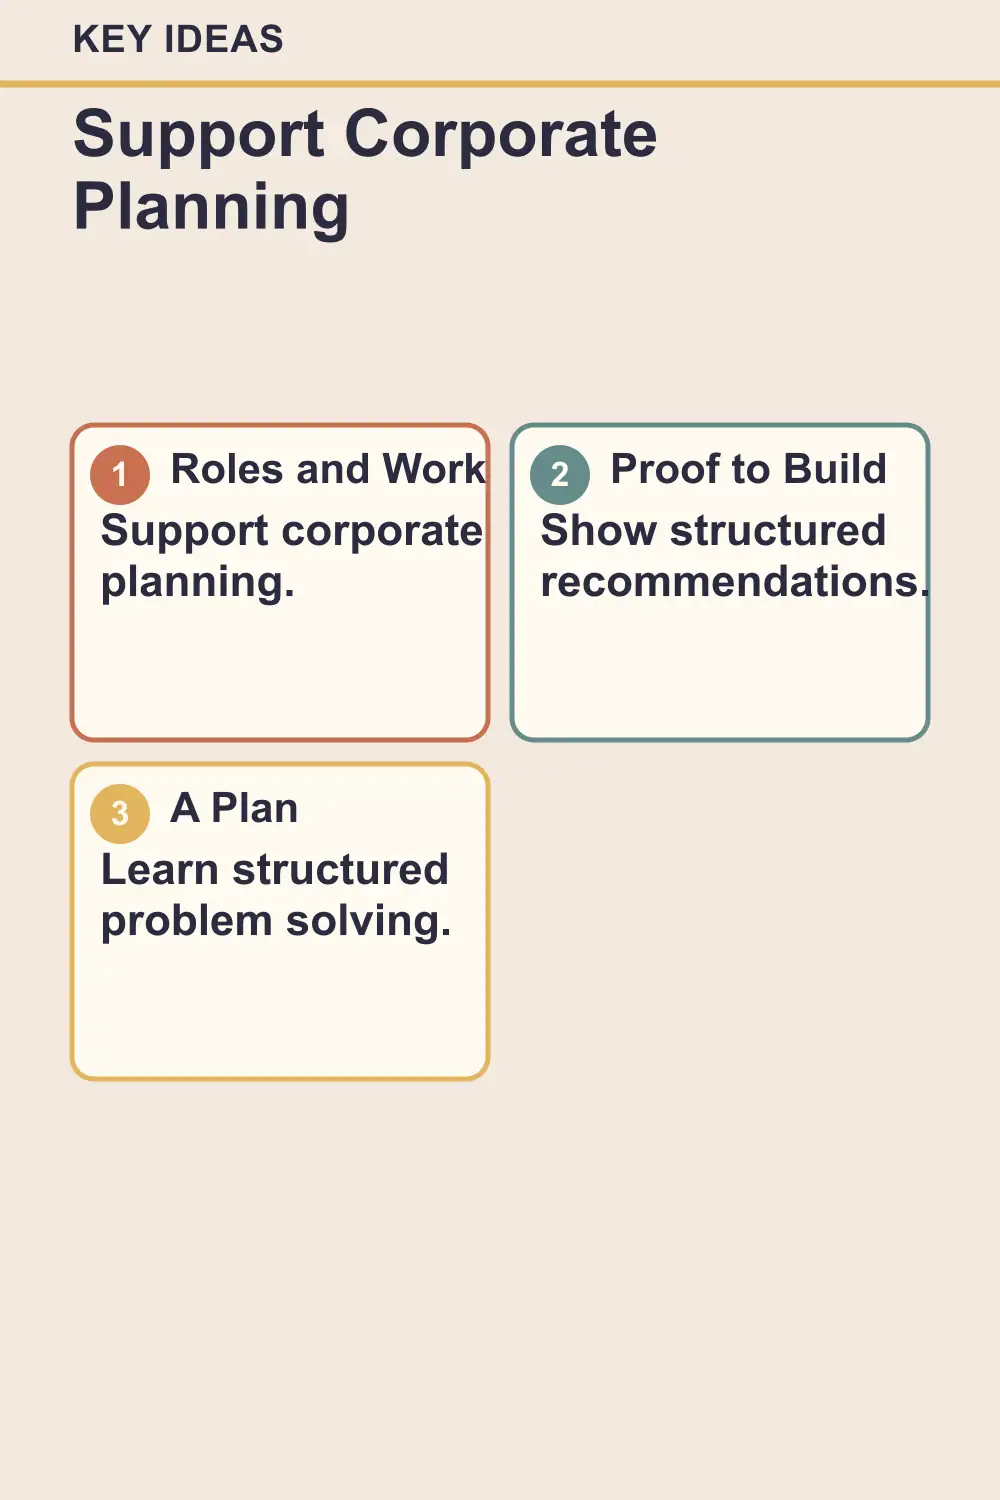 KEY IDEAS
Support Corporate
Planning
1 Roles and Work
Support corporate
planning.
2 Proof to Build
Show structured
recommendations.
3 A Plan
Learn structured
problem solving.